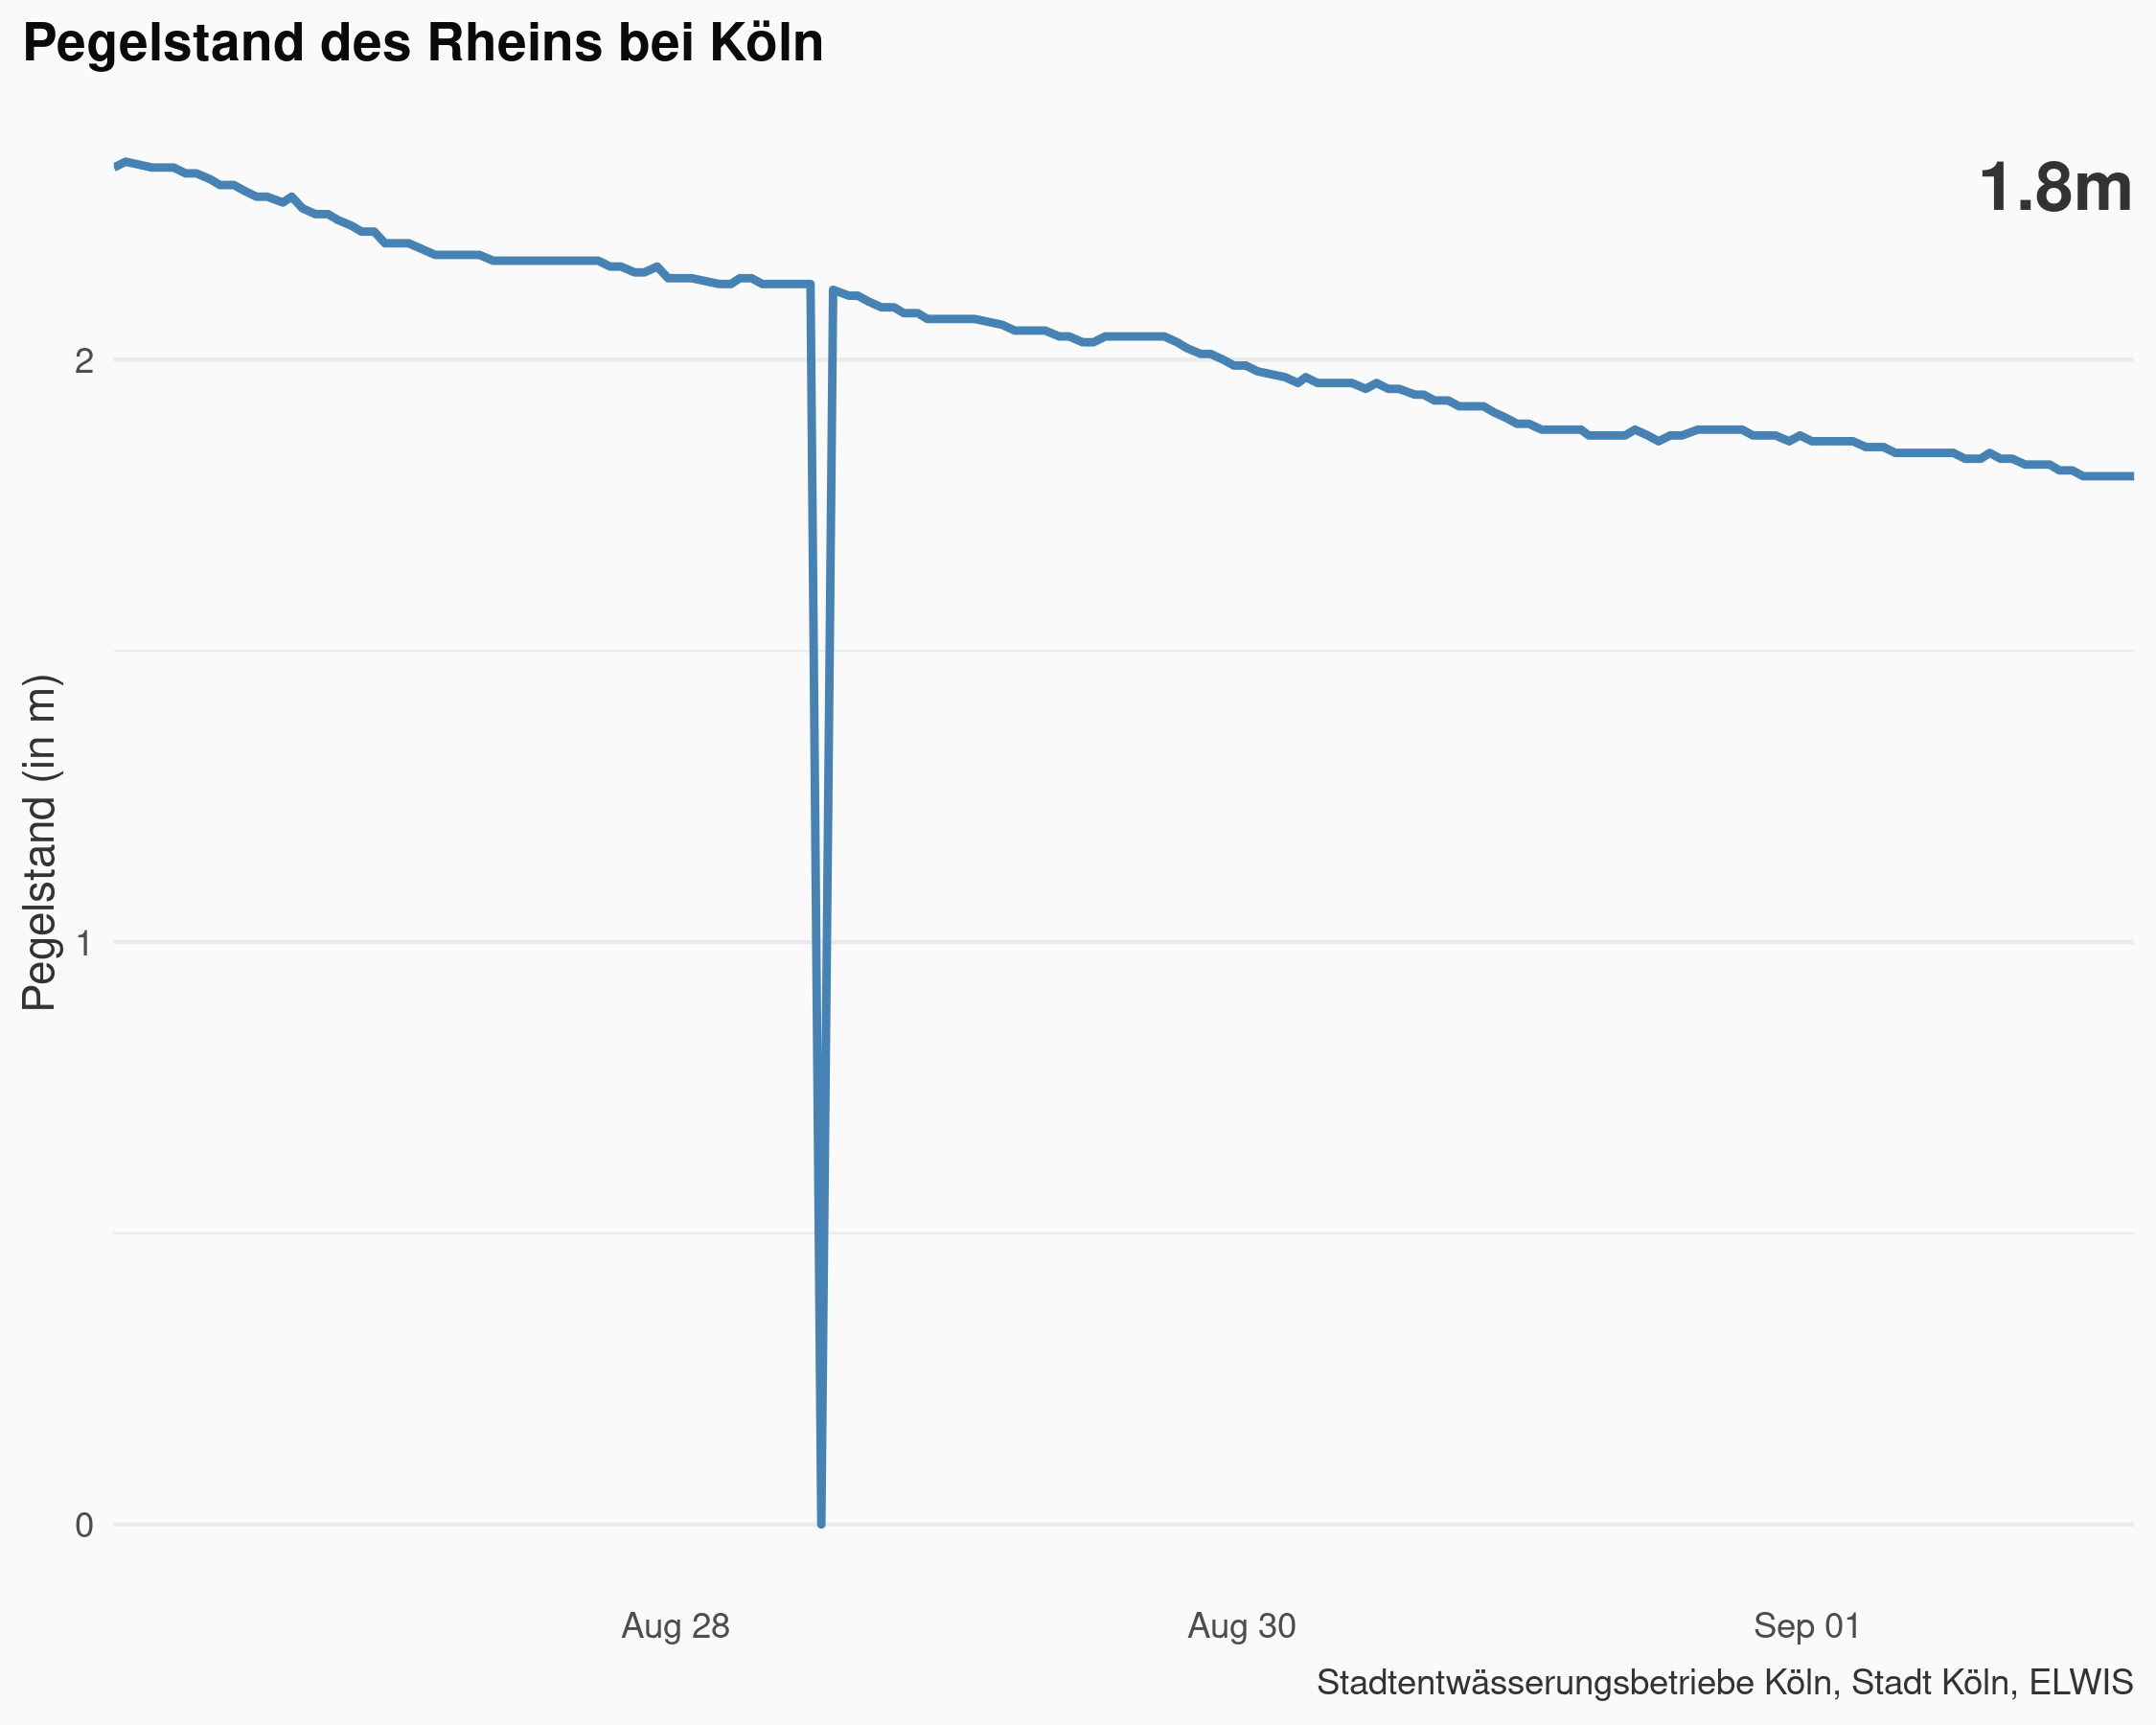 Pegelstand des Rheins bei Köln
1.8m
Pegelstand (in m)
2
1
0
Aug 28
Aug 30
Sep 01
Stadtentwässerungsbetriebe Köln, Stadt Köln, ELWIS